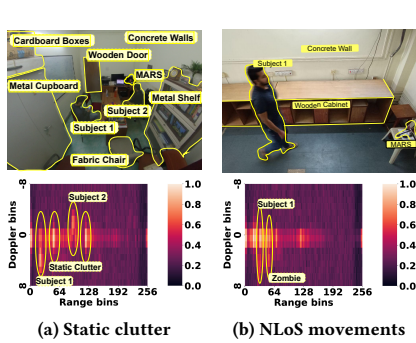 Cardboard Boxes
Concrete Walls
Wooden Door
MARS
Metal Cupboard
Metal Shelf
Subject 2
Subject 1
Fabric Chair
Concrete Wall
Subject 1
Wooden Cabinet
MARS
-8
0
8
Doppler bins
Subject 2
Static Clutter
Subject 1
0 64 128 192 256
Range bins
1.0
0.8
0.6
0.4
0.2
0.0
-8
0
8
Doppler bins
Subject 1
Zombie
0 64 128 192 256
Range bins
1.0
0.8
0.6
0.4
0.2
0.0
(a) Static clutter
(b) NLoS movements